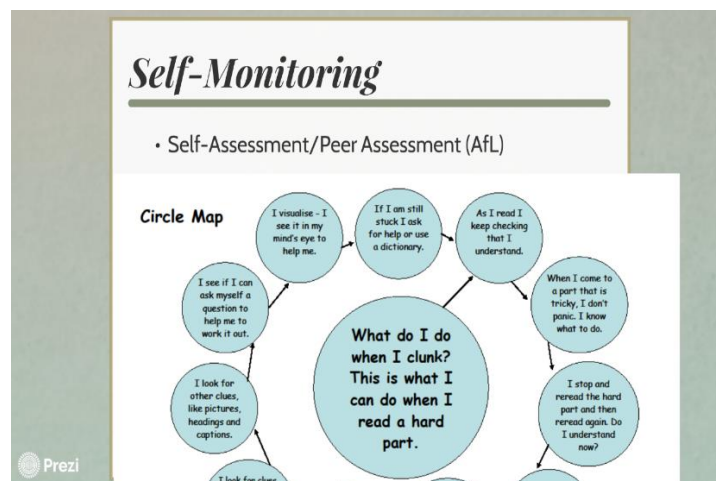 Self-Monitoring
• Self-Assessment/Peer Assessment (AfL)
Circle Map
I visualise - I
see it in my
mind's eye to
help me.
If I am still
stuck I ask
for help or use
a dictionary.
As I read I
keep checking
that I
understand.
When I come to
a part that is
tricky, I don't
panic. I know
what to do.
I stop and
reread the hard
part and then
reread again. Do
I understand
now?
I look for clues
I look for
other clues,
like pictures,
headings and
captions.
I see if I can
ask myself a
question to
help me to
work it out.
What do I do
when I clunk?
This is what I
can do when I
read a hard
part.
Prezi